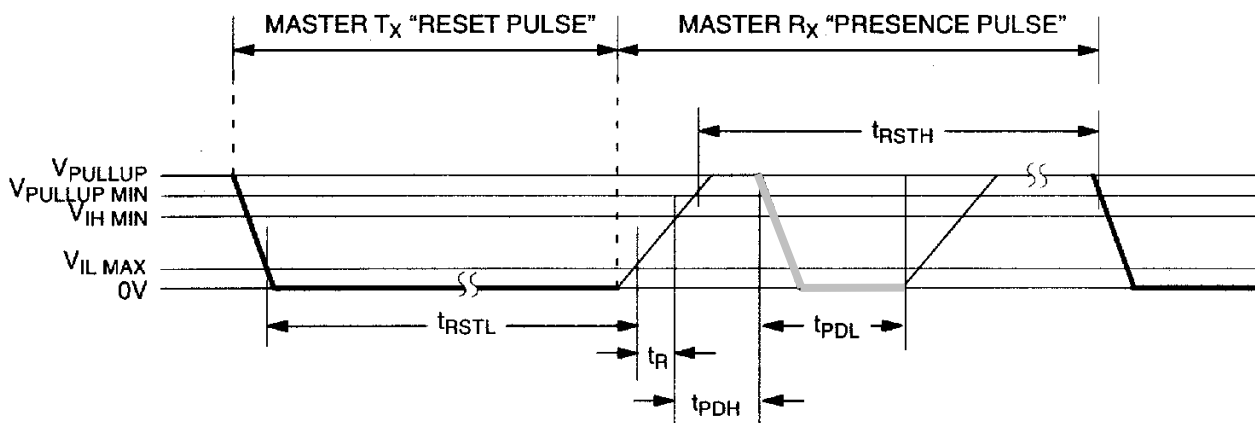 MASTER TX “RESET PULSE”
MASTER RX “PRESENCE PULSE”
tRSTH
VPULLUP
VPULLUP MIN
VIH MIN
VIL MAX
0V
tRSTL
tR
tPDL
tPDH